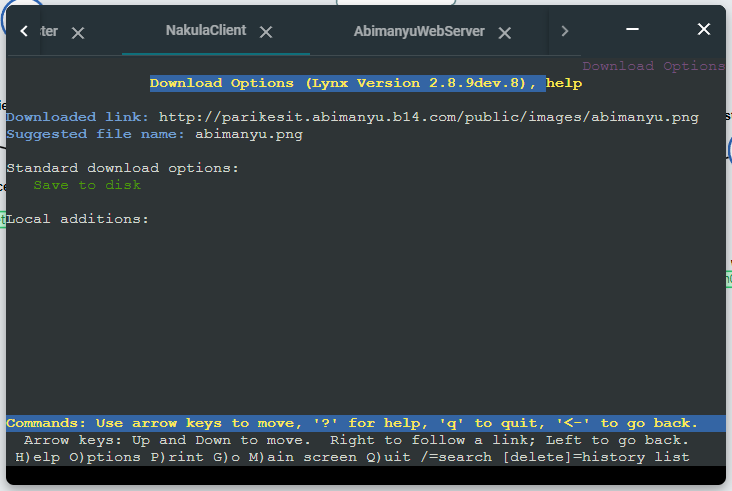 ter
NakulaClient
AbimanyuWebServer
Download Options
Download Options (Lynx Version 2.8.9dev.8), help
Downloaded link: http://parikesit.abimanyu.b14.com/public/images/abimanyu.png
Suggested file name: abimanyu.png
Standard download options:
Save to disk
Local additions:
Commands: Use arrow keys to move, '?' for help, 'q' to quit, '<-' to go back.
Arrow keys: Up and Down to move.  Right to follow a link; Left to go back.
H)elp O)ptions P)rint G)o M)ain screen Q)uit /=search [delete]=history list